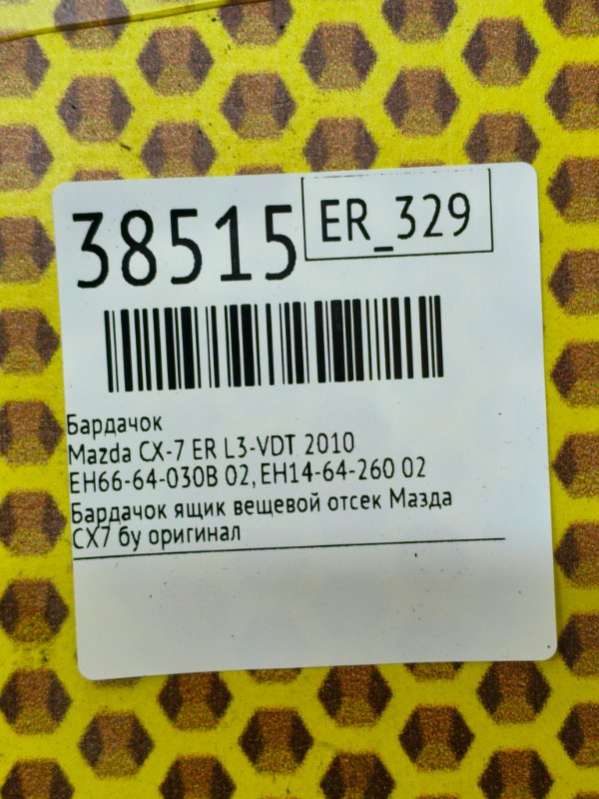 38515
ER_329
Бардачок
Mazda CX-7 ER L3-VDT 2010
EH66-64-030B 02, EH14-64-260 02
Бардачок ящик вещевой отсек Мазда
СХ7 бу оригинал